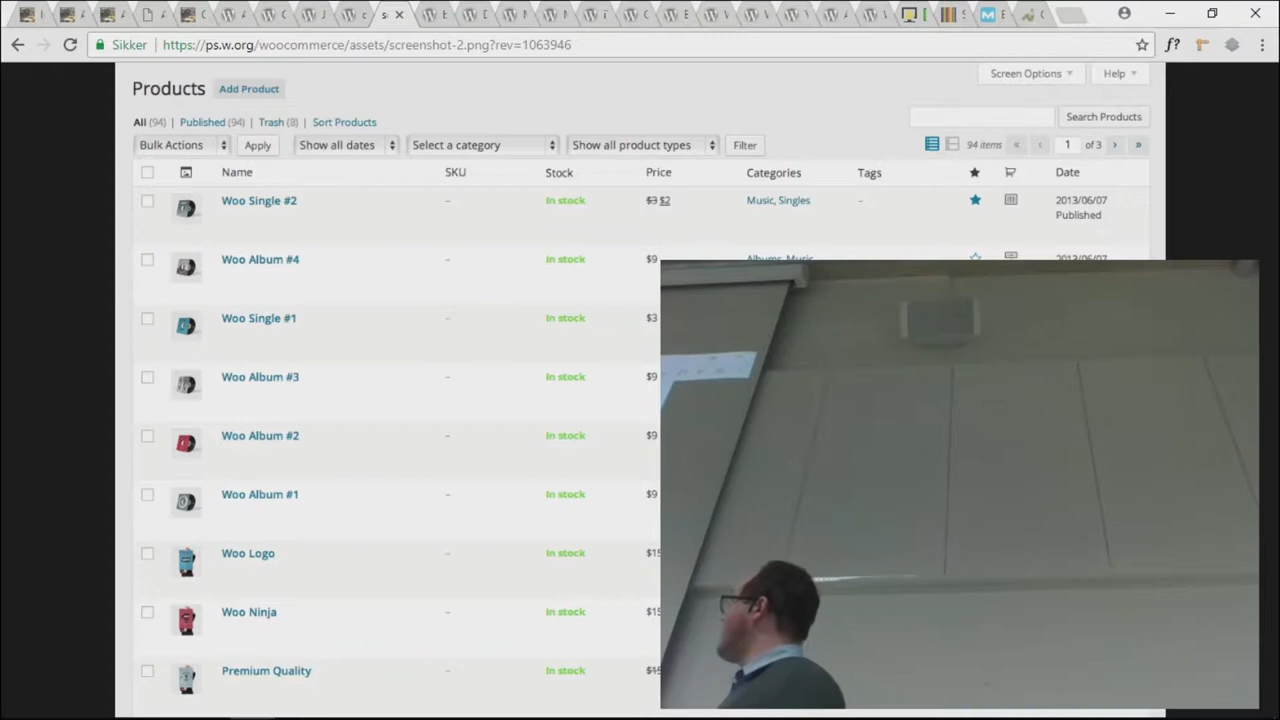 Sikker https://ps.w.org/woocommerce/assets/screenshot-2.png?rev=1063946
Products Add Product Screen Options Help
All (94) Published (94) Trash (8) Sort Products Search Products
Bulk Actions Apply Show all dates Select a category Show all product types Filter 94 items « ‹ 1 of 3 › »
Name SKU Stock Price Categories Tags Date
Woo Single #2 – In stock $3 $2 Music, Singles – 2013/06/07
Published
Woo Album #4 – In stock $9 Albums, Music 2013/06/07
Woo Single #1 – In stock $3
Woo Album #3 – In stock $9
Woo Album #2 – In stock $9
Woo Album #1 – In stock $9
Woo Logo – In stock
Woo Ninja – In stock
Premium Quality – In stock